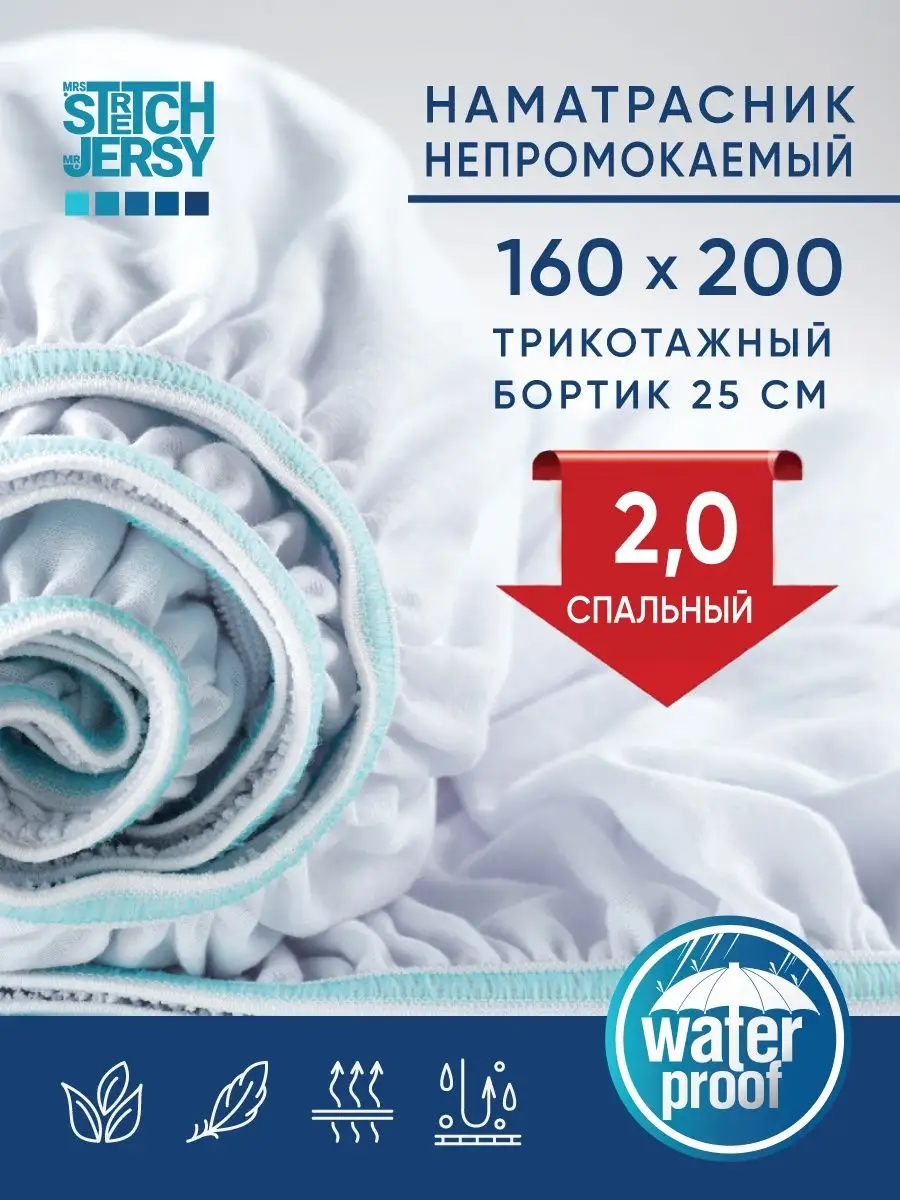 MRS
STRETCH
MR
JERSY
НАМАТРАСНИК
НЕПРОМОКАЕМЫЙ
160 x 200
ТРИКОТАЖНЫЙ
БОРТИК 25 СМ
2,0
СПАЛЬНЫЙ
water
proof